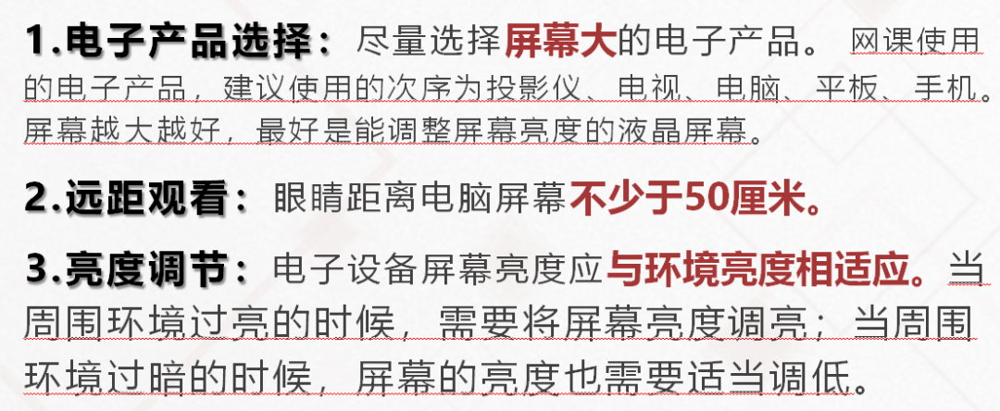 1.电子产品选择：尽量选择屏幕大的电子产品。网课使用
的电子产品，建议使用的次序为投影仪、电视、电脑、平板、手机。
屏幕越大越好，最好是能调整屏幕亮度的液晶屏幕。
2.远距观看：眼睛距离电脑屏幕不少于50厘米。
3.亮度调节：电子设备屏幕亮度应与环境亮度相适应。当
周围环境过亮的时候，需要将屏幕亮度调亮；当周围
环境过暗的时候，屏幕的亮度也需要适当调低。